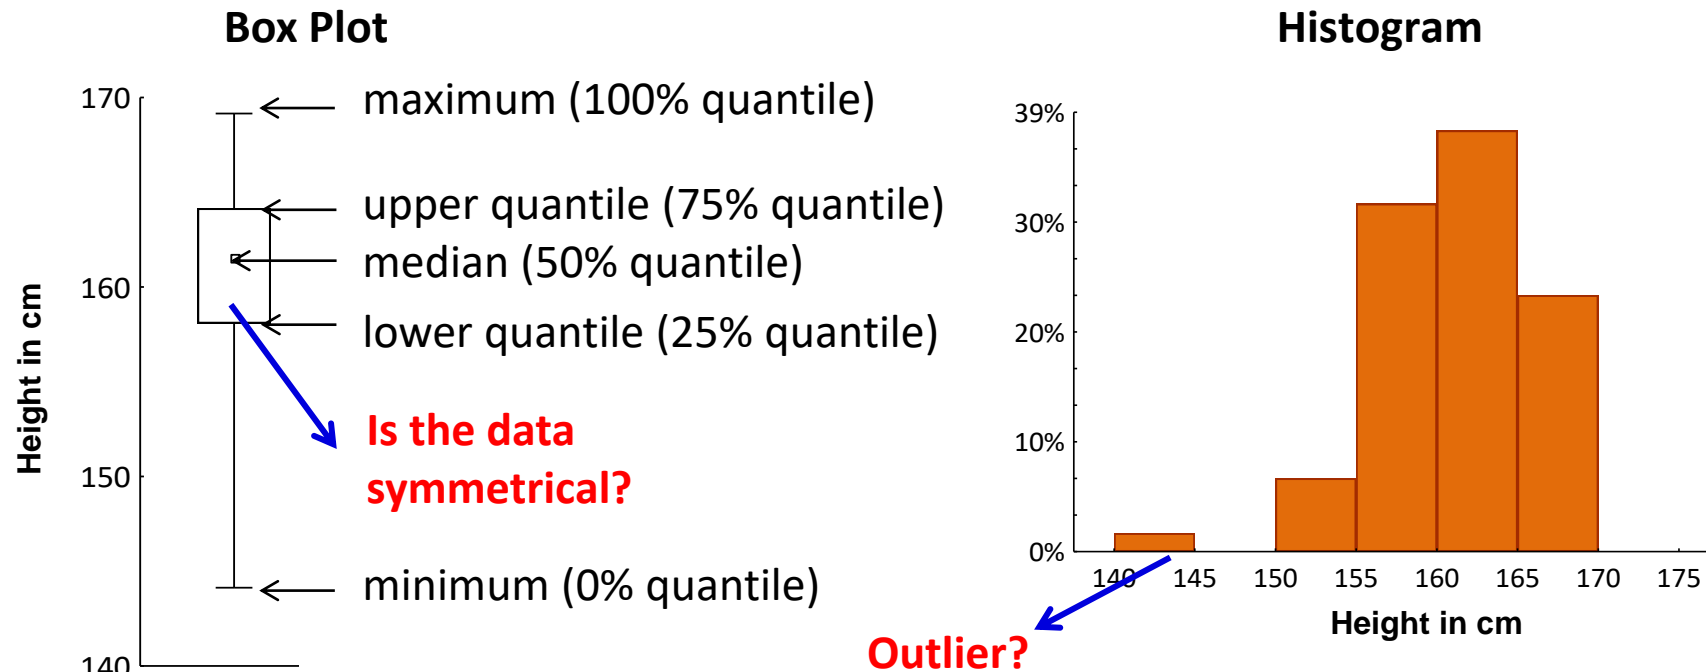 Box Plot
Histogram
170
160
150
140
Height in cm
maximum (100% quantile)
upper quantile (75% quantile)
median (50% quantile)
lower quantile (25% quantile)
Is the data
symmetrical?
minimum (0% quantile)
39%
30%
20%
10%
0%
140 145 150 155 160 165 170 175
Height in cm
Outlier?